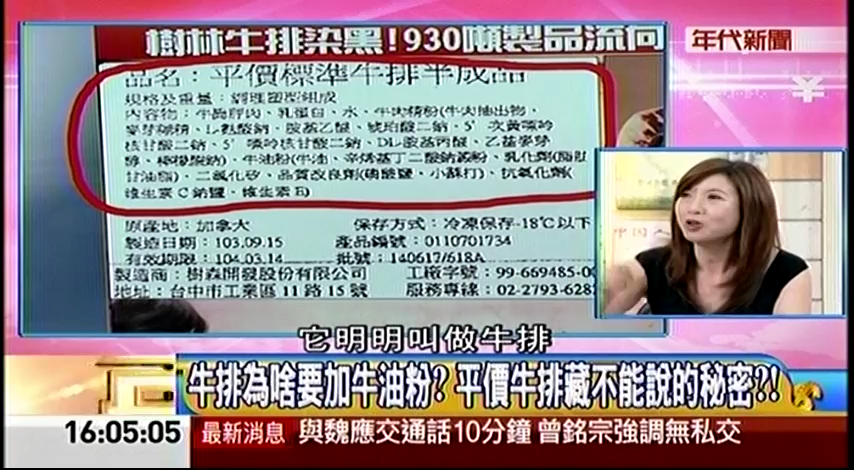 樹林牛排染黑!930噸製品流向
年代新聞
品名：平價標準牛排半成品
規格及重量：調理重組組成
內容物：牛晶胛肉、乳蛋白、水、牛肉精粉(牛肉抽出物、
麥芽糊精、L-麩酸鈉、胺基乙酸、琥珀酸二鈉、5'次黃嘌呤
核苷酸二鈉、5'嘌呤核苷酸二鈉、DL-胺基丙酸、乙基麥芽
醇、檸檬酸鈉)、牛油粉(牛油、辛烯基丁二酸鈉澱粉、乳化劑(脂肪酸
甘油脂)、二氧化矽)、品質改良劑(磷酸鹽、小蘇打)、抗氧化劑(
維生素C鈉鹽、維生素E)
原產地：加拿大
保存方式：冷凍保存-18℃以下
製造日期：103.09.15
產品編號：0110701734
有效期限：104.03.14
批號：140617/618A
製造商：樹森開發股份有限公司
工廠字號：99-669485-00
地址：台中市工業區11路15號
服務專線：02-2793-628
它明明叫做牛排
牛排為啥要加牛油粉?平價牛排藏不能說的秘密?!
16:05:05
最新消息
與魏應交通話10分鐘 曾銘宗強調無私交